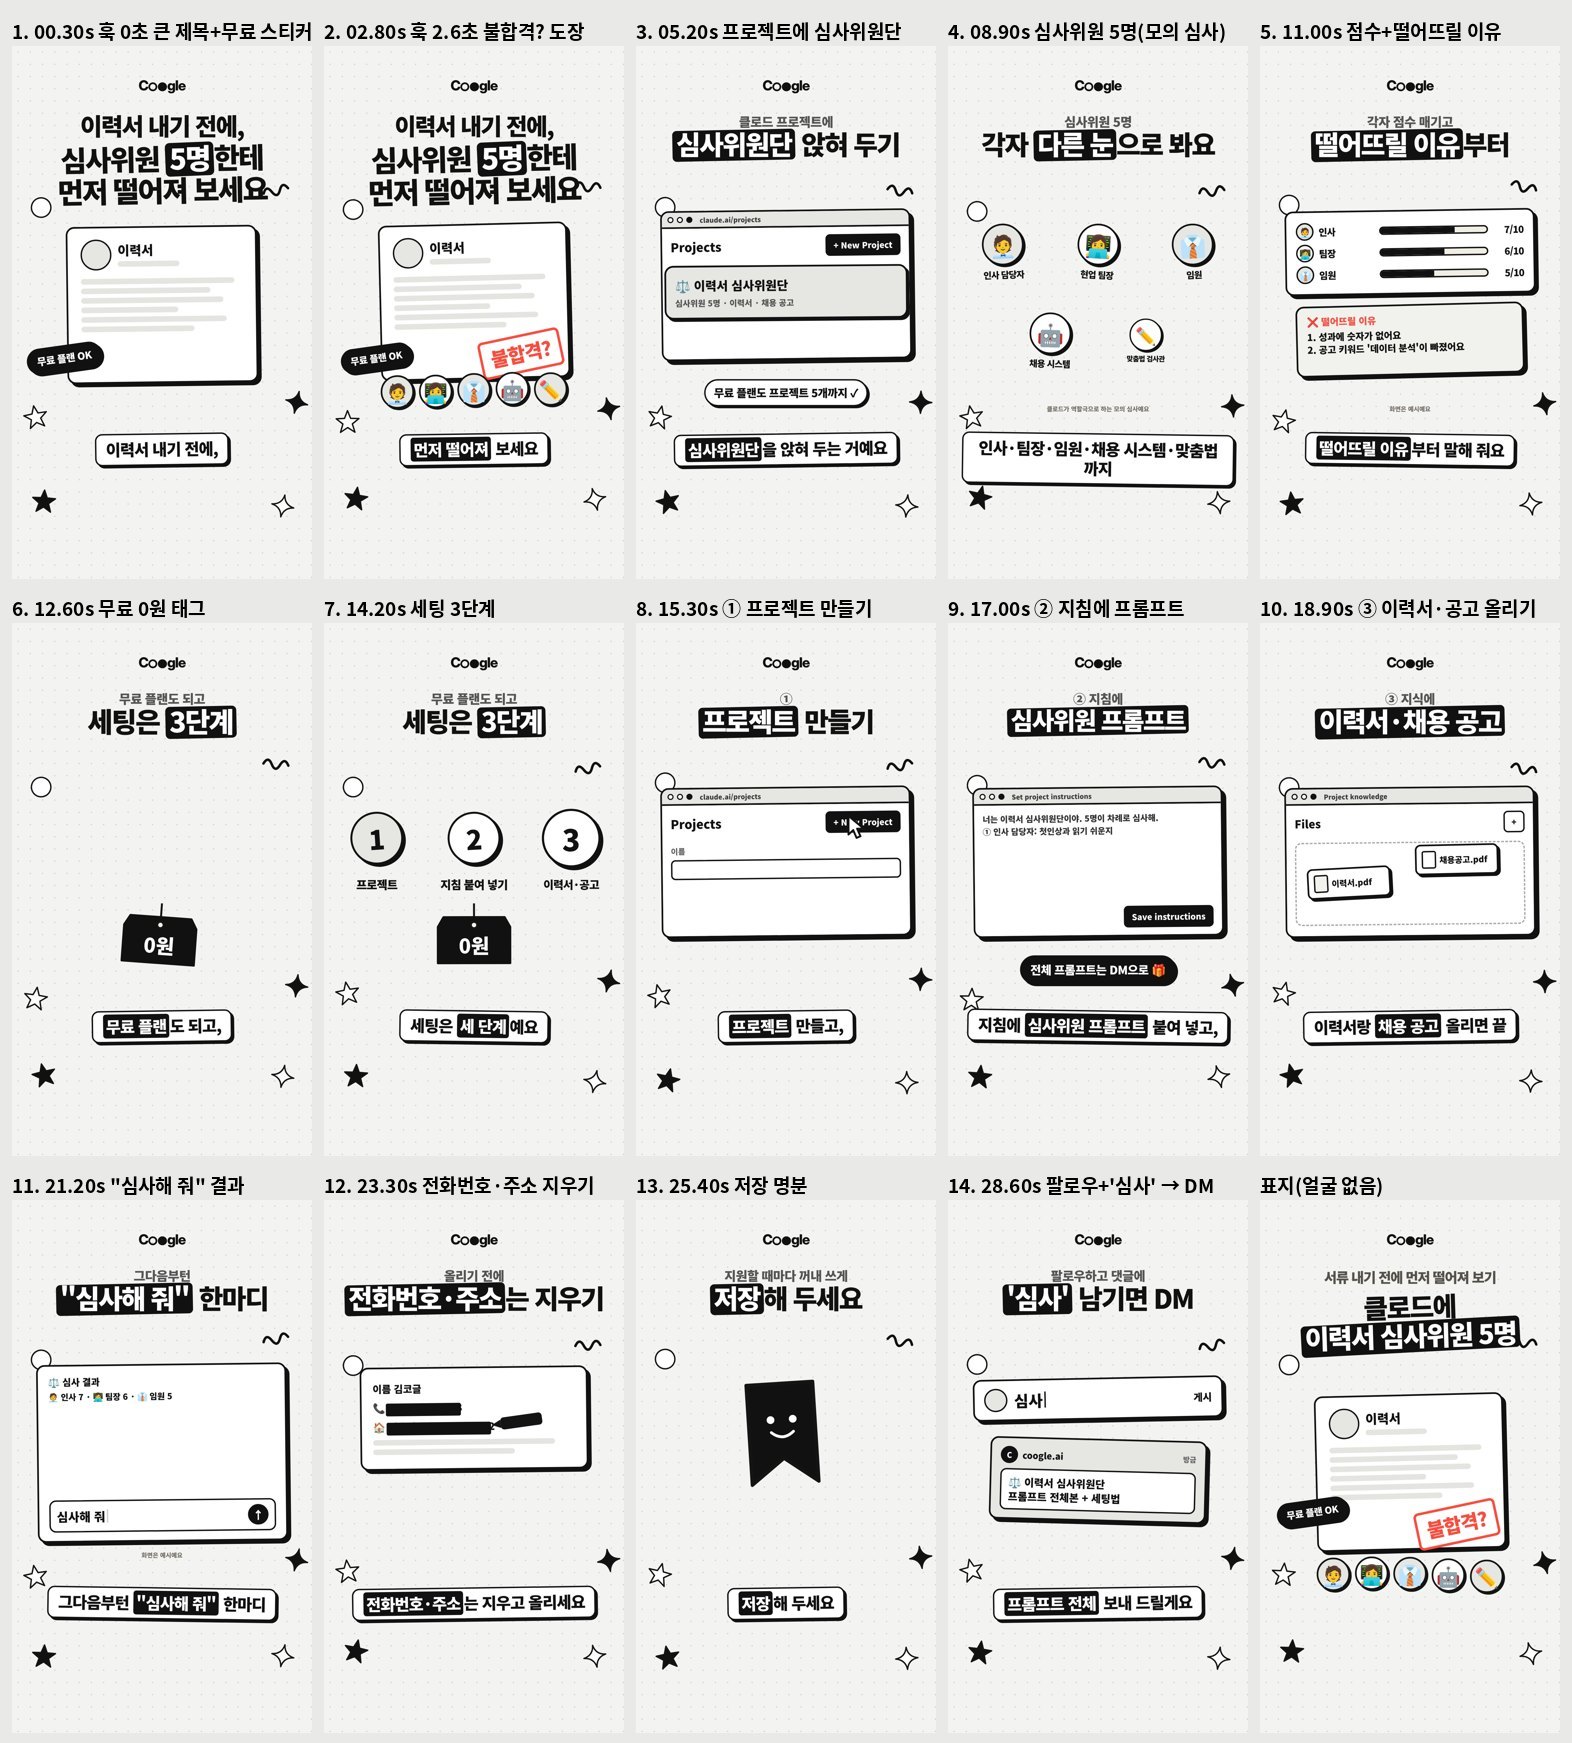 1. 00.30s 훅 0초 큰 제목+무료 스티커
Coogle
이력서 내기 전에,
심사위원 5명한테
먼저 떨어져 보세요
이력서
무료 플랜 OK
이력서 내기 전에,
2. 02.80s 훅 2.6초 불합격? 도장
Coogle
이력서 내기 전에,
심사위원 5명한테
먼저 떨어져 보세요
이력서
무료 플랜 OK
불합격?
먼저 떨어져 보세요
3. 05.20s 프로젝트에 심사위원단
Coogle
클로드 프로젝트에
심사위원단 앉혀 두기
claude.ai/projects
Projects
+ New Project
⚖️ 이력서 심사위원단
심사위원 5명 · 이력서 · 채용 공고
무료 플랜도 프로젝트 5개까지 ✓
심사위원단을 앉혀 두는 거예요
4. 08.90s 심사위원 5명(모의 심사)
Coogle
심사위원 5명
각자 다른 눈으로 봐요
인사 담당자
현업 팀장
임원
채용 시스템
맞춤법 검사관
클로드가 역할극으로 하는 모의 심사예요
인사·팀장·임원·채용 시스템·맞춤법
까지
5. 11.00s 점수+떨어뜨릴 이유
Coogle
각자 점수 매기고
떨어뜨릴 이유부터
인사 7/10
팀장 6/10
임원 5/10
❌ 떨어뜨릴 이유
1. 성과에 숫자가 없어요
2. 공고 키워드 '데이터 분석'이 빠졌어요
화면은 예시예요
떨어뜨릴 이유부터 말해 줘요
6. 12.60s 무료 0원 태그
Coogle
무료 플랜도 되고
세팅은 3단계
0원
무료 플랜도 되고,
7. 14.20s 세팅 3단계
Coogle
무료 플랜도 되고
세팅은 3단계
1 2 3
프로젝트 지침 붙여 넣기 이력서·공고
0원
세팅은 세 단계예요
8. 15.30s ① 프로젝트 만들기
Coogle
①
프로젝트 만들기
claude.ai/projects
Projects
+ New Project
이름
프로젝트 만들고,
9. 17.00s ② 지침에 프롬프트
Coogle
② 지침에
심사위원 프롬프트
Set project instructions
너는 이력서 심사위원단이야. 5명이 차례로 심사해.
① 인사 담당자: 첫인상과 읽기 쉬운지
Save instructions
전체 프롬프트는 DM으로 🎁
지침에 심사위원 프롬프트 붙여 넣고,
10. 18.90s ③ 이력서·공고 올리기
Coogle
③ 지식에
이력서·채용 공고
Project knowledge
Files
+
채용공고.pdf
이력서.pdf
이력서랑 채용 공고 올리면 끝
11. 21.20s "심사해 줘" 결과
Coogle
그다음부턴
"심사해 줘" 한마디
⚖️ 심사 결과
인사 7 · 팀장 6 · 임원 5
심사해 줘
화면은 예시예요
그다음부턴 "심사해 줘" 한마디
12. 23.30s 전화번호·주소 지우기
Coogle
올리기 전에
전화번호·주소는 지우기
이름 김코글
전화번호·주소는 지우고 올리세요
13. 25.40s 저장 명분
Coogle
지원할 때마다 꺼내 쓰게
저장해 두세요
저장해 두세요
14. 28.60s 팔로우+'심사' → DM
Coogle
팔로우하고 댓글에
'심사' 남기면 DM
심사
게시
C coogle.ai
방금
⚖️ 이력서 심사위원단
프롬프트 전체본 + 세팅법
프롬프트 전체 보내 드릴게요
표지(얼굴 없음)
Coogle
서류 내기 전에 먼저 떨어져 보기
클로드에
이력서 심사위원 5명
이력서
무료 플랜 OK
불합격?